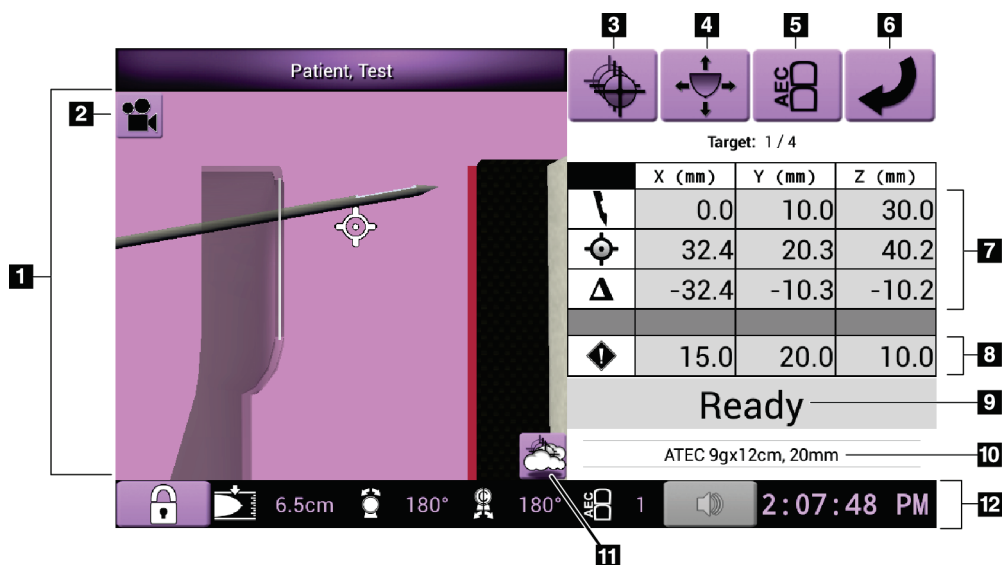 3 4 5 6
Patient, Test
AEC
1
2
Target: 1 / 4
X (mm) Y (mm) Z (mm)
0.0 10.0 30.0
32.4 20.3 40.2
7
Δ -32.4 -10.3 -10.2
15.0 20.0 10.0
8
Ready
9
ATEC 9gx12cm, 20mm
10
6.5cm 180° 180° AEC 1 2:07:48 PM
12
11